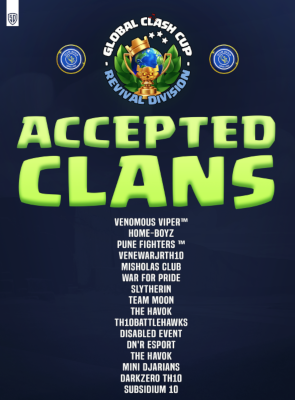 GLOBAL CLASH CUP
REVIVAL DIVISION
ACCEPTED
CLANS
VENOMOUS VIPER™
HOME-BOYZ
PUNE FIGHTERS ™
VENEWARJRTH10
MISHOLAS CLUB
WAR FOR PRIDE
SLYTHERIN
TEAM MOON
THE HAVOK
TH10BATTLEHAWKS
DISABLED EVENT
DN'R ESPORT
THE HAVOK
MINI DJARIANS
DARKZERO TH10
SUBSIDIUM 10